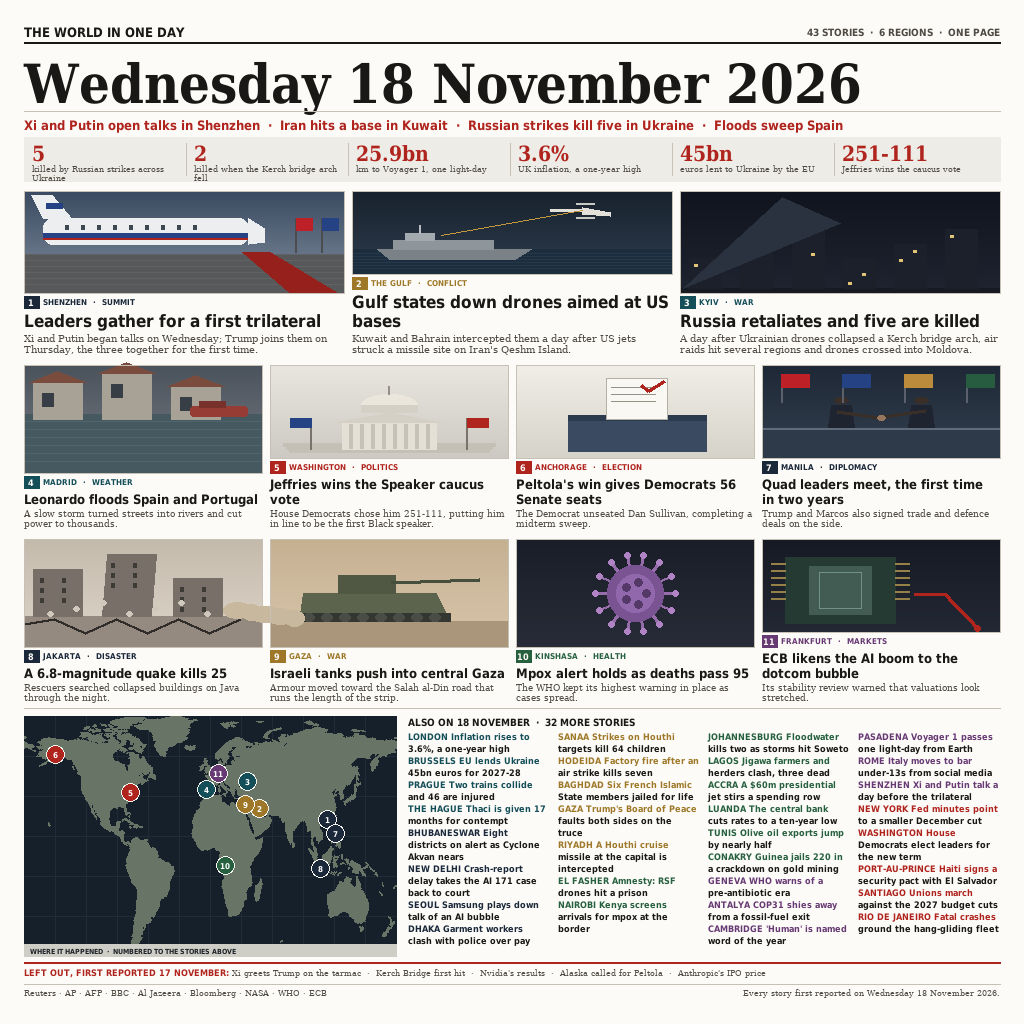 THE WORLD IN ONE DAY
43 STORIES · 6 REGIONS · ONE PAGE
Wednesday 18 November 2026
Xi and Putin open talks in Shenzhen · Iran hits a base in Kuwait · Russian strikes kill five in Ukraine · Floods sweep Spain
5
killed by Russian strikes across
Ukraine
2
killed when the Kerch bridge arch
fell
25.9bn
km to Voyager 1, one light-day
3.6%
UK inflation, a one-year high
45bn
euros lent to Ukraine by the EU
251-111
Jeffries wins the caucus vote
1 SHENZHEN · SUMMIT
Leaders gather for a first trilateral
Xi and Putin began talks on Wednesday; Trump joins them on
Thursday, the three together for the first time.
2 THE GULF · CONFLICT
Gulf states down drones aimed at US
bases
Kuwait and Bahrain intercepted them a day after US jets
struck a missile site on Iran's Qeshm Island.
3 KYIV · WAR
Russia retaliates and five are killed
A day after Ukrainian drones collapsed a Kerch bridge arch, air
raids hit several regions and drones crossed into Moldova.
4 MADRID · WEATHER
Leonardo floods Spain and Portugal
A slow storm turned streets into rivers and cut
power to thousands.
5 WASHINGTON · POLITICS
Jeffries wins the Speaker caucus
vote
House Democrats chose him 251-111, putting him
in line to be the first Black speaker.
6 ANCHORAGE · ELECTION
Peltola's win gives Democrats 56
Senate seats
The Democrat unseated Dan Sullivan, completing a
midterm sweep.
7 MANILA · DIPLOMACY
Quad leaders meet, the first time
in two years
Trump and Marcos also signed trade and defence
deals on the side.
8 JAKARTA · DISASTER
A 6.8-magnitude quake kills 25
Rescuers searched collapsed buildings on Java
through the night.
9 GAZA · WAR
Israeli tanks push into central Gaza
Armour moved toward the Salah al-Din road that
runs the length of the strip.
10 KINSHASA · HEALTH
Mpox alert holds as deaths pass 95
The WHO kept its highest warning in place as
cases spread.
11 FRANKFURT · MARKETS
ECB likens the AI boom to the
dotcom bubble
Its stability review warned that valuations look
stretched.
6
5
11
4
3
9
2
1
7
10
8
WHERE IT HAPPENED · NUMBERED TO THE STORIES ABOVE
ALSO ON 18 NOVEMBER · 32 MORE STORIES
LONDON Inflation rises to
3.6%, a one-year high
BRUSSELS EU lends Ukraine
45bn euros for 2027-28
PRAGUE Two trains collide
and 46 are injured
THE HAGUE Thaci is given 17
months for contempt
BHUBANESWAR Eight
districts on alert as Cyclone
Akvan nears
NEW DELHI Crash-report
delay takes the AI 171 case
back to court
SEOUL Samsung plays down
talk of an AI bubble
DHAKA Garment workers
clash with police over pay
SANAA Strikes on Houthi
targets kill 64 children
HODEIDA Factory fire after an
air strike kills seven
BAGHDAD Six French Islamic
State members jailed for life
GAZA Trump's Board of Peace
faults both sides on the
truce
RIYADH A Houthi cruise
missile at the capital is
intercepted
EL FASHER Amnesty: RSF
drones hit a prison
NAIROBI Kenya screens
arrivals for mpox at the
border
JOHANNESBURG Floodwater
kills two as storms hit Soweto
LAGOS Jigawa farmers and
herders clash, three dead
ACCRA A $60m presidential
jet stirs a spending row
LUANDA The central bank
cuts rates to a ten-year low
TUNIS Olive oil exports jump
by nearly half
CONAKRY Guinea jails 220 in
a crackdown on gold mining
GENEVA WHO warns of a
pre-antibiotic era
ANTALYA COP31 shies away
from a fossil-fuel exit
CAMBRIDGE 'Human' is named
word of the year
PASADENA Voyager 1 passes
one light-day from Earth
ROME Italy moves to bar
under-13s from social media
SHENZHEN Xi and Putin talk a
day before the trilateral
NEW YORK Fed minutes point
to a smaller December cut
WASHINGTON House
Democrats elect leaders for
the new term
PORT-AU-PRINCE Haiti signs a
security pact with El Salvador
SANTIAGO Unions march
against the 2027 budget cuts
RIO DE JANEIRO Fatal crashes
ground the hang-gliding fleet
LEFT OUT, FIRST REPORTED 17 NOVEMBER: Xi greets Trump on the tarmac · Kerch Bridge first hit · Nvidia's results · Alaska called for Peltola · Anthropic's IPO price
Reuters · AP · AFP · BBC · Al Jazeera · Bloomberg · NASA · WHO · ECB
Every story first reported on Wednesday 18 November 2026.